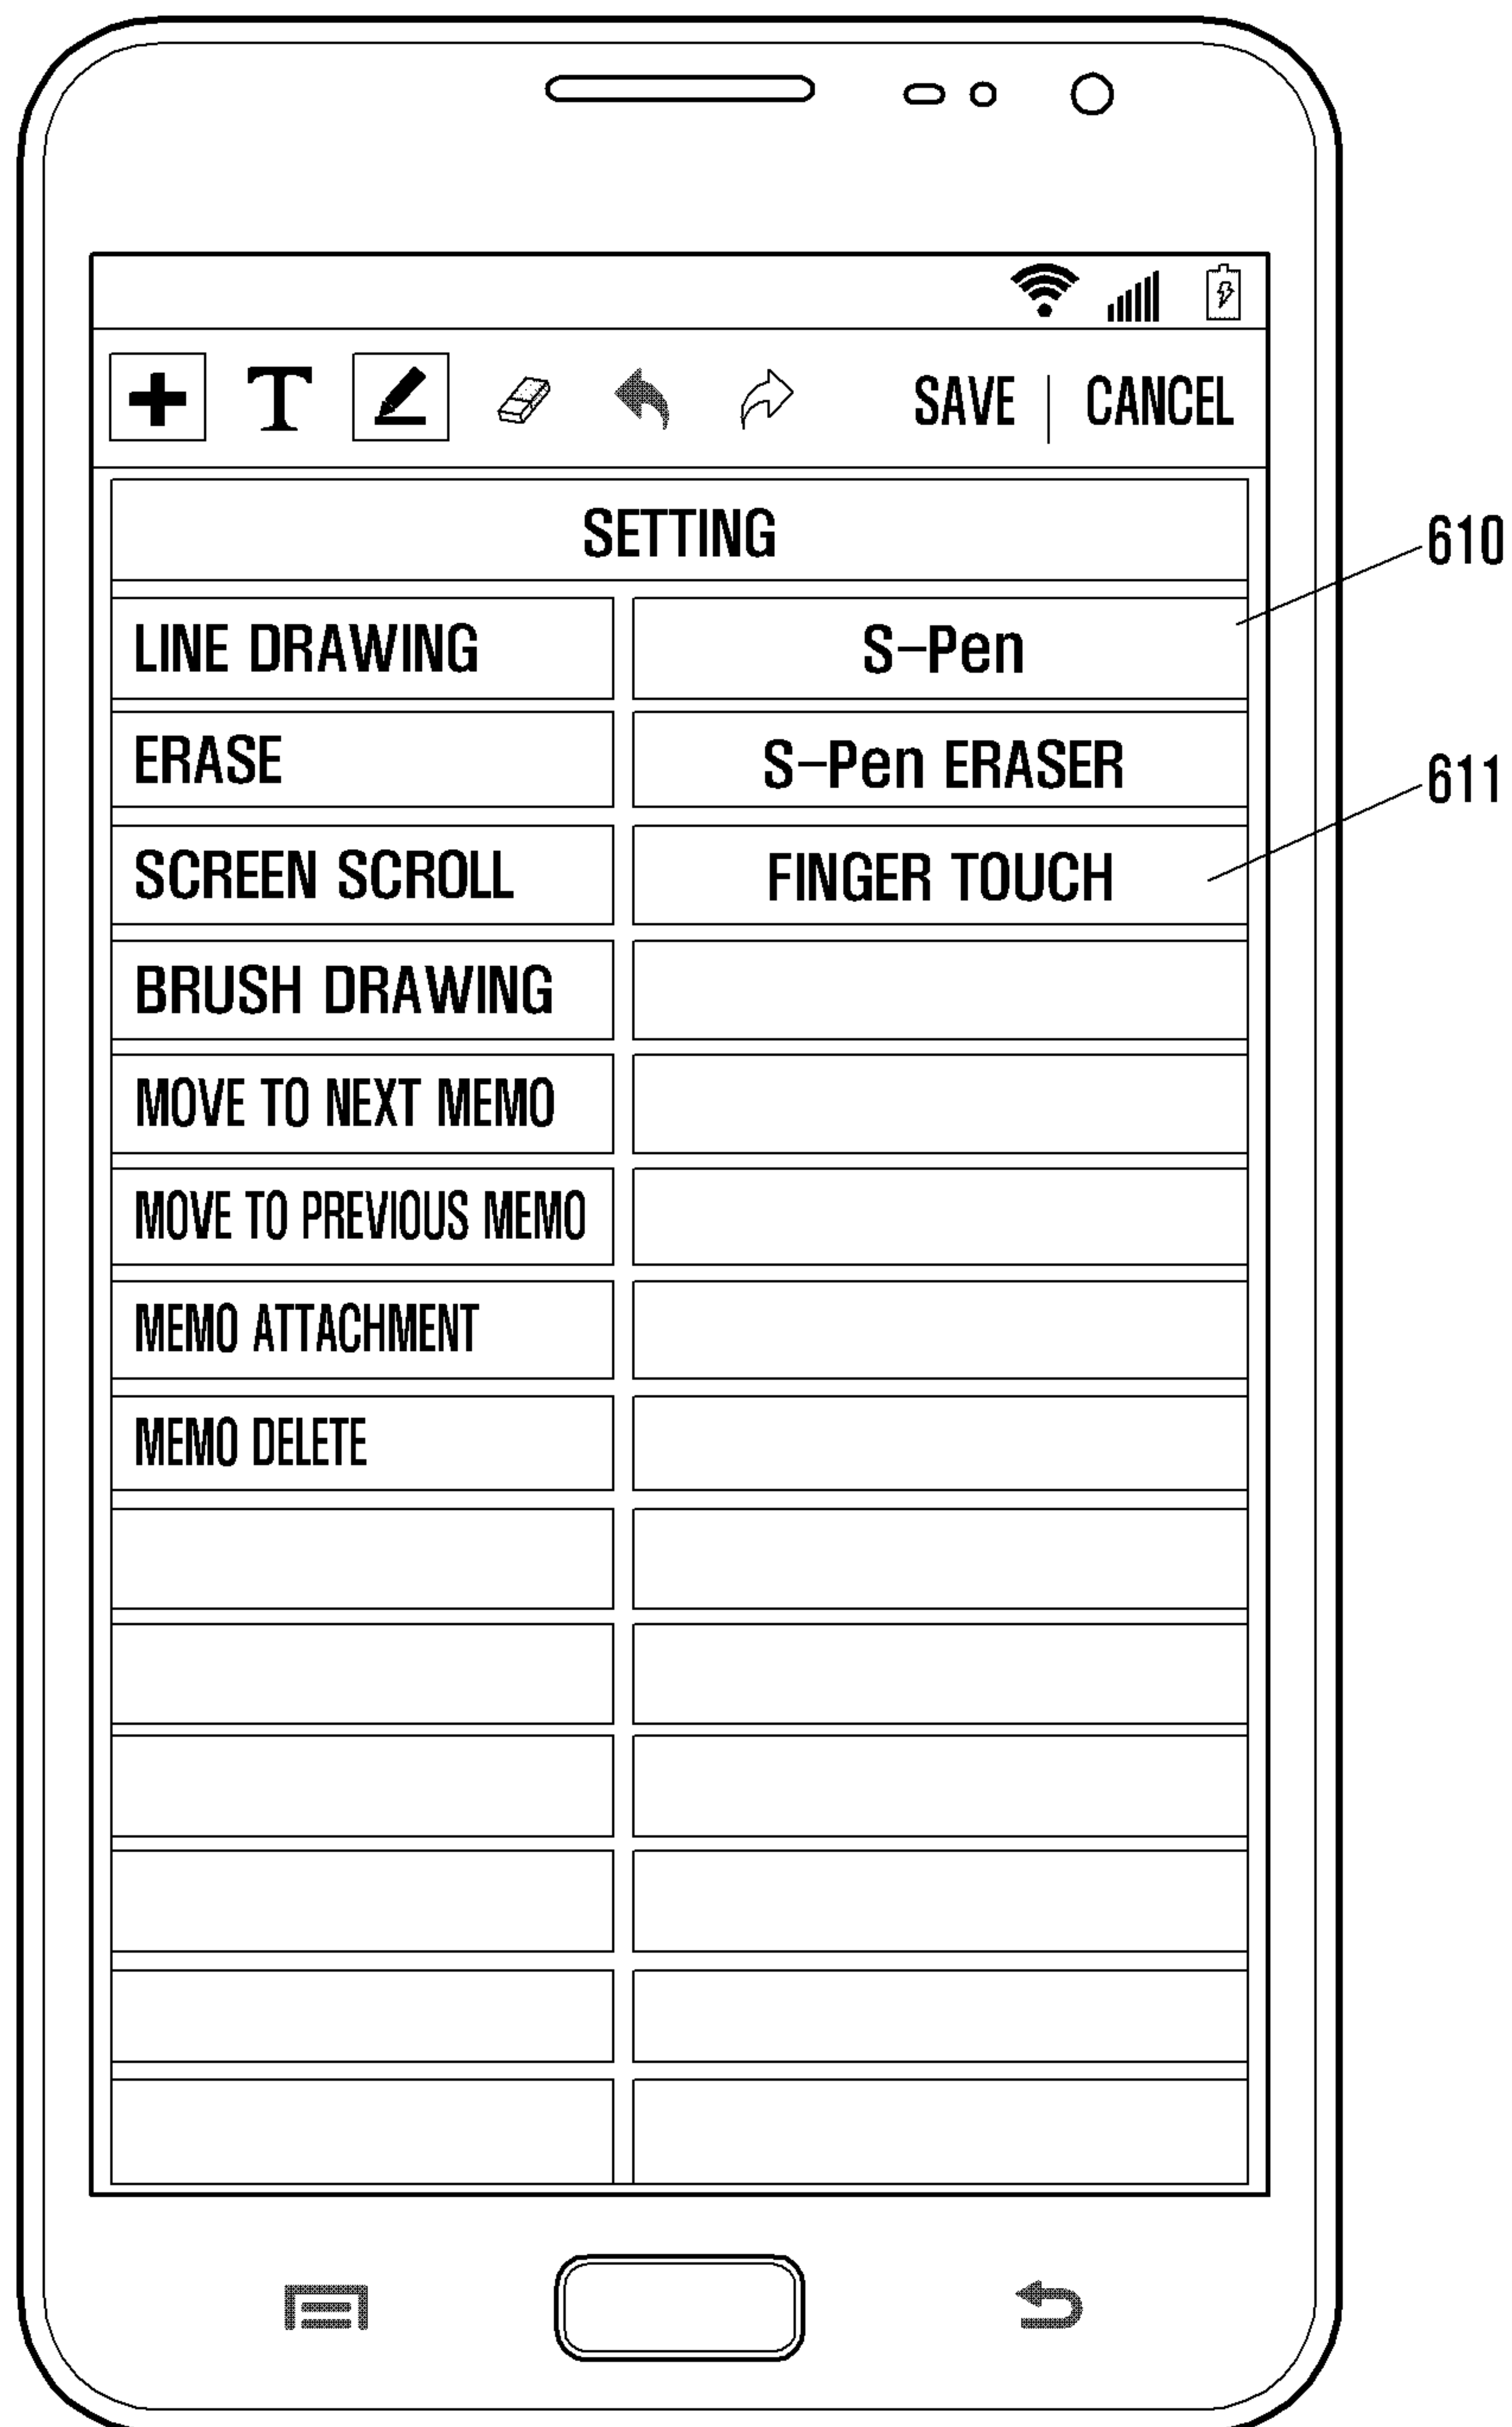 T SAVE | CANCEL
SETTING
610
LINE DRAWING S-Pen
ERASE S-Pen ERASER
611
SCREEN SCROLL FINGER TOUCH
BRUSH DRAWING
MOVE TO NEXT MEMO
MOVE TO PREVIOUS MEMO
MEMO ATTACHMENT
MEMO DELETE